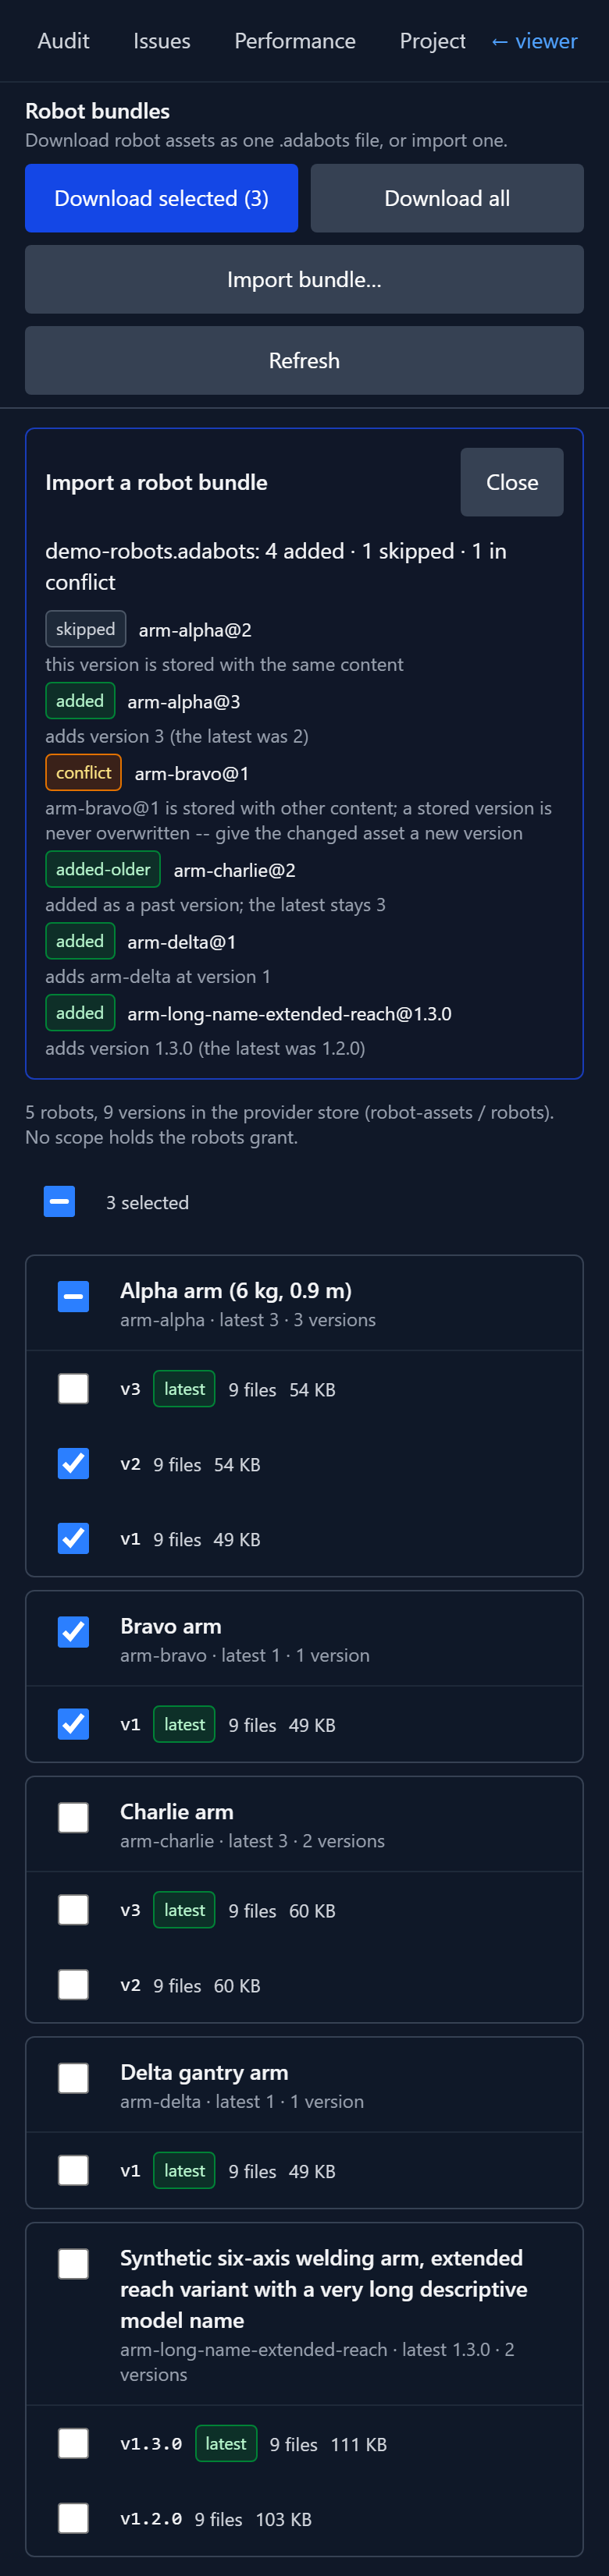 Audit Issues Performance Project ← viewer
Robot bundles
Download robot assets as one .adabots file, or import one.
Download selected (3) Download all
Import bundle...
Refresh
Import a robot bundle Close
demo-robots.adabots: 4 added · 1 skipped · 1 in
conflict
skipped arm-alpha@2
this version is stored with the same content
added arm-alpha@3
adds version 3 (the latest was 2)
conflict arm-bravo@1
arm-bravo@1 is stored with other content; a stored version is
never overwritten -- give the changed asset a new version
added-older arm-charlie@2
added as a past version; the latest stays 3
added arm-delta@1
adds arm-delta at version 1
added arm-long-name-extended-reach@1.3.0
adds version 1.3.0 (the latest was 1.2.0)
5 robots, 9 versions in the provider store (robot-assets / robots).
No scope holds the robots grant.
3 selected
Alpha arm (6 kg, 0.9 m)
arm-alpha · latest 3 · 3 versions
v3 latest 9 files 54 KB
v2 9 files 54 KB
v1 9 files 49 KB
Bravo arm
arm-bravo · latest 1 · 1 version
v1 latest 9 files 49 KB
Charlie arm
arm-charlie · latest 3 · 2 versions
v3 latest 9 files 60 KB
v2 9 files 60 KB
Delta gantry arm
arm-delta · latest 1 · 1 version
v1 latest 9 files 49 KB
Synthetic six-axis welding arm, extended
reach variant with a very long descriptive
model name
arm-long-name-extended-reach · latest 1.3.0 · 2
versions
v1.3.0 latest 9 files 111 KB
v1.2.0 9 files 103 KB